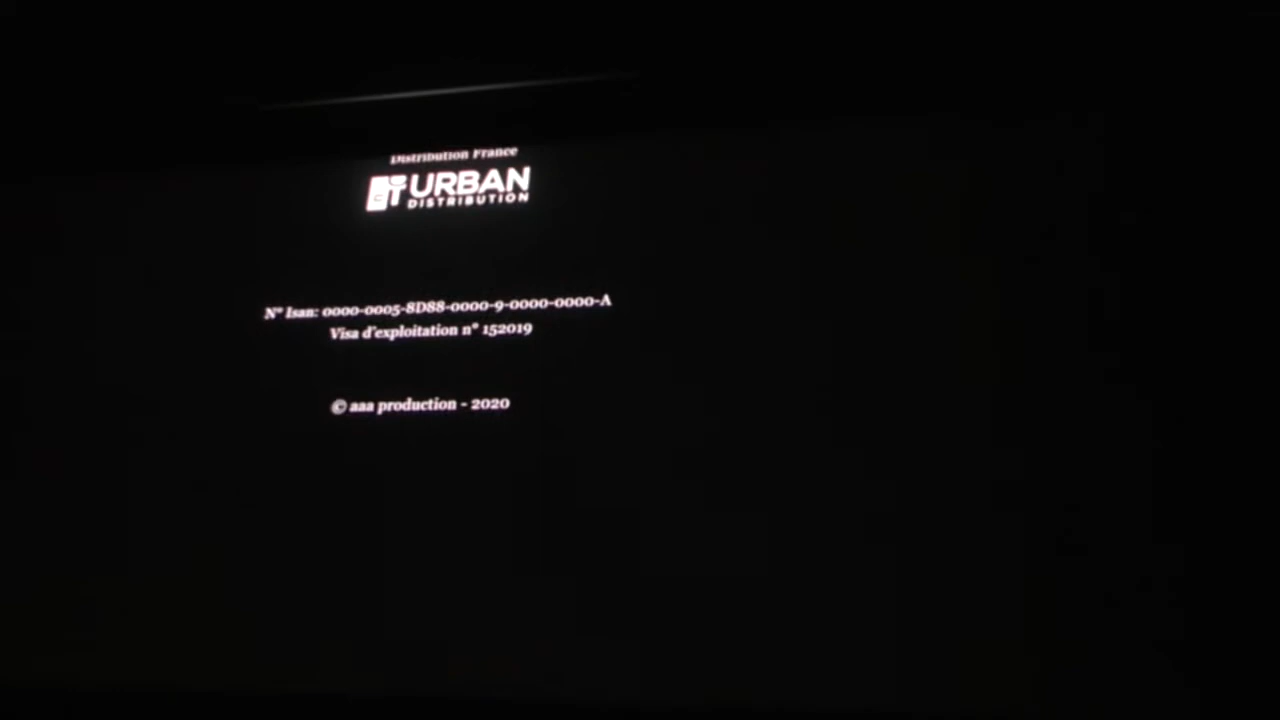 Distribution France
URBAN
DISTRIBUTION
N° Isan: 0000-0005-8D88-0000-9-0000-0000-A
Visa d'exploitation n° 152019
© aaa production - 2020